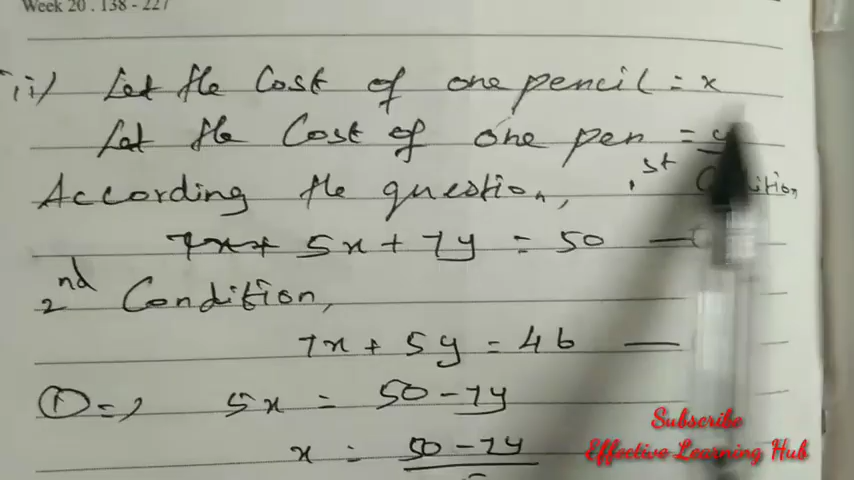 Week 20 . 138 - 227
ii) Let the Cost of one pencil = x
Let the Cost of one pen = y
According the question, 1st Condition
7x+ 5x + 7y = 50 —
2nd Condition,
7x + 5y = 46 —
① => 5x = 50 - 7y
x = 50 - 7y
Subscribe
Effective Learning Hub